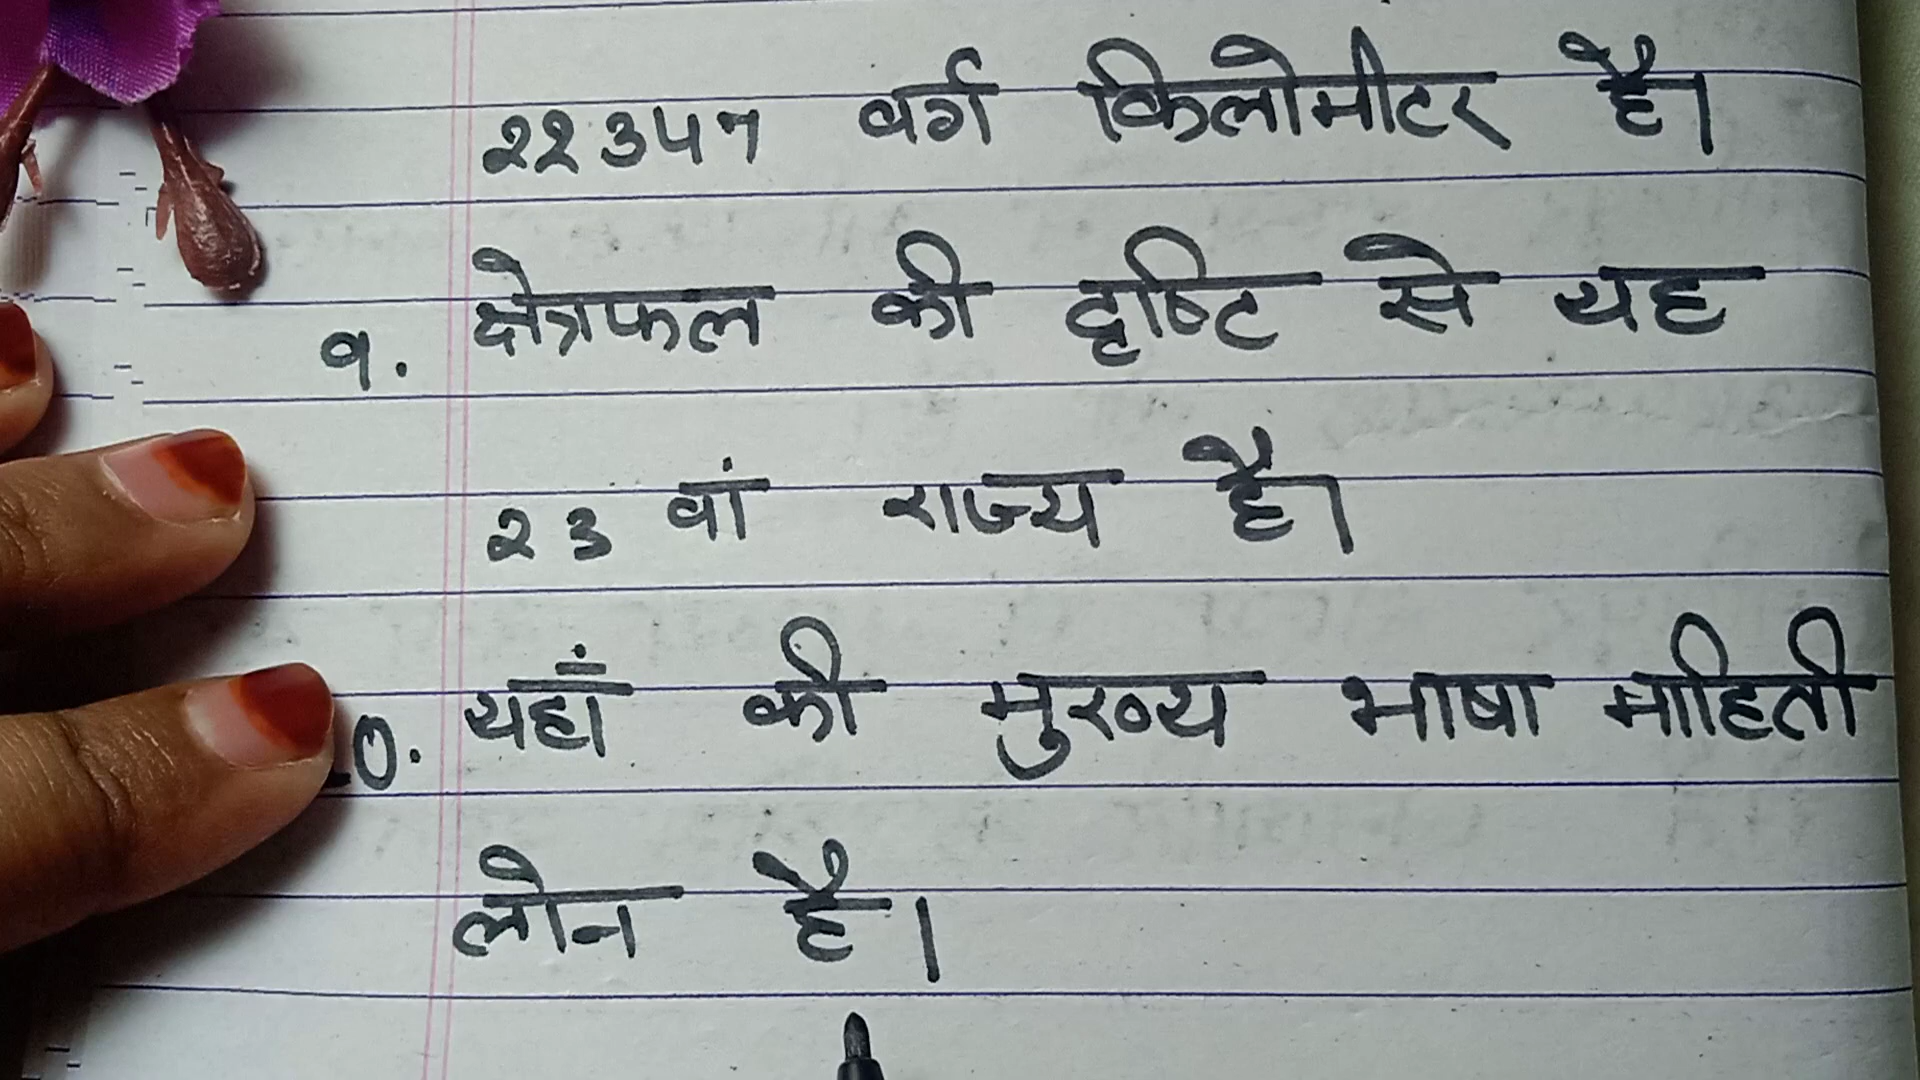 22347 वर्ग किलोमीटर है।
9. क्षेत्रफल की दृष्टि से यह
23 वां राज्य है।
0. यहाँ की मुख्य भाषा माहिती
लोन है।